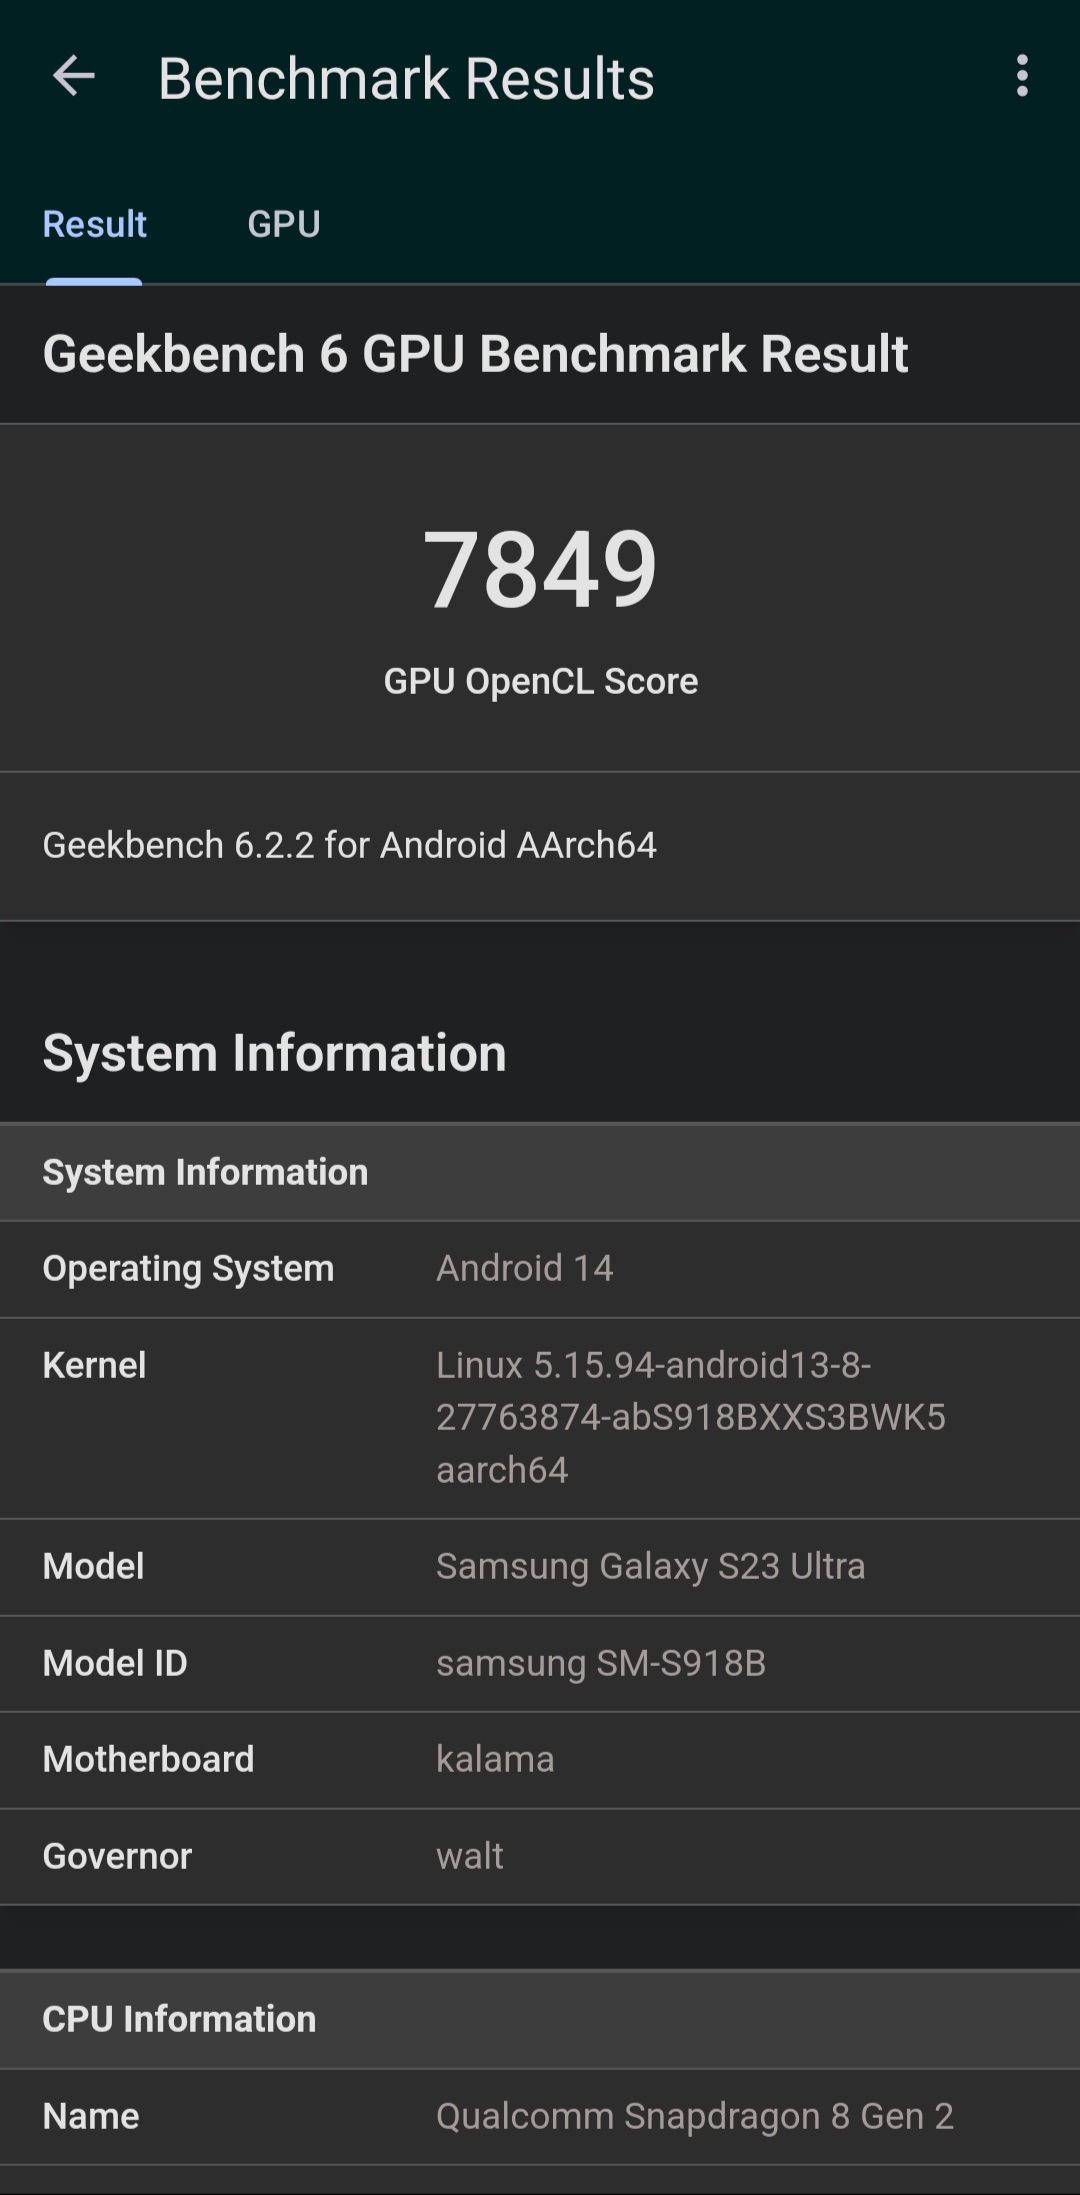 Benchmark Results
Result GPU
Geekbench 6 GPU Benchmark Result
7849
GPU OpenCL Score
Geekbench 6.2.2 for Android AArch64
System Information
System Information
Operating System Android 14
Kernel Linux 5.15.94-android13-8-
27763874-abS918BXXS3BWK5
aarch64
Model Samsung Galaxy S23 Ultra
Model ID samsung SM-S918B
Motherboard kalama
Governor walt
CPU Information
Name Qualcomm Snapdragon 8 Gen 2